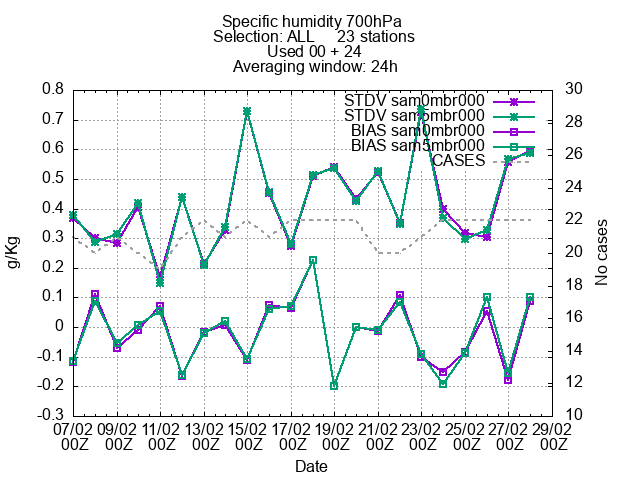 Specific humidity 700hPa
Selection: ALL 23 stations
Used 00 + 24
Averaging window: 24h
0.8
0.7
0.6
0.5
0.4
0.3
0.2
0.1
0
-0.1
-0.2
-0.3
g/Kg
STDV sam0mbr000
STDV sam5mbr000
BIAS sam0mbr000
BIAS sam5mbr000
CASES
30
28
26
24
22
20
18
16
14
12
10
No cases
07/02 09/02 11/02 13/02 15/02 17/02 19/02 21/02 23/02 25/02 27/02 29/02
00Z 00Z 00Z 00Z 00Z 00Z 00Z 00Z 00Z 00Z 00Z 00Z
Date